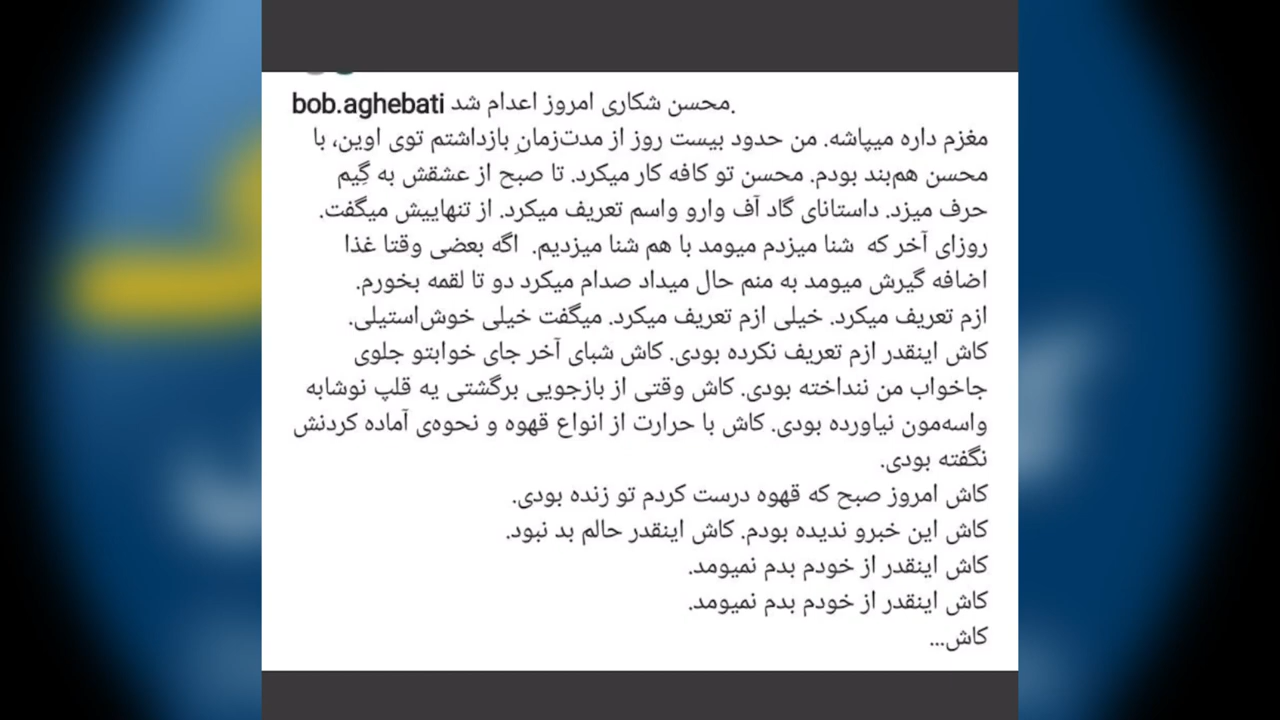 bob.aghebati محسن شکاری امروز اعدام شد.
مغزم داره میپاشه. من حدود بیست روز از مدت‌زمانِ بازداشتم توی اوین، با
محسن هم‌بند بودم. محسن تو کافه کار میکرد. تا صبح از عشقش به گِیم
حرف میزد. داستانای گاد آف وارو واسم تعریف میکرد. از تنهاییش میگفت.
روزای آخر که شنا میزدم میومد با هم شنا میزدیم. اگه بعضی وقتا غذا
اضافه گیرش میومد به منم حال میداد صدام میکرد دو تا لقمه بخورم.
ازم تعریف میکرد. خیلی ازم تعریف میکرد. میگفت خیلی خوش‌استیلی.
کاش اینقدر ازم تعریف نکرده بودی. کاش شبای آخر جای خوابتو جلوی
جاخواب من ننداخته بودی. کاش وقتی از بازجویی برگشتی یه قلپ نوشابه
واسه‌مون نیاورده بودی. کاش با حرارت از انواع قهوه و نحوه‌ی آماده کردنش
نگفته بودی.
کاش امروز صبح که قهوه درست کردم تو زنده بودی.
کاش این خبرو ندیده بودم. کاش اینقدر حالم بد نبود.
کاش اینقدر از خودم بدم نمیومد.
کاش اینقدر از خودم بدم نمیومد.
کاش...